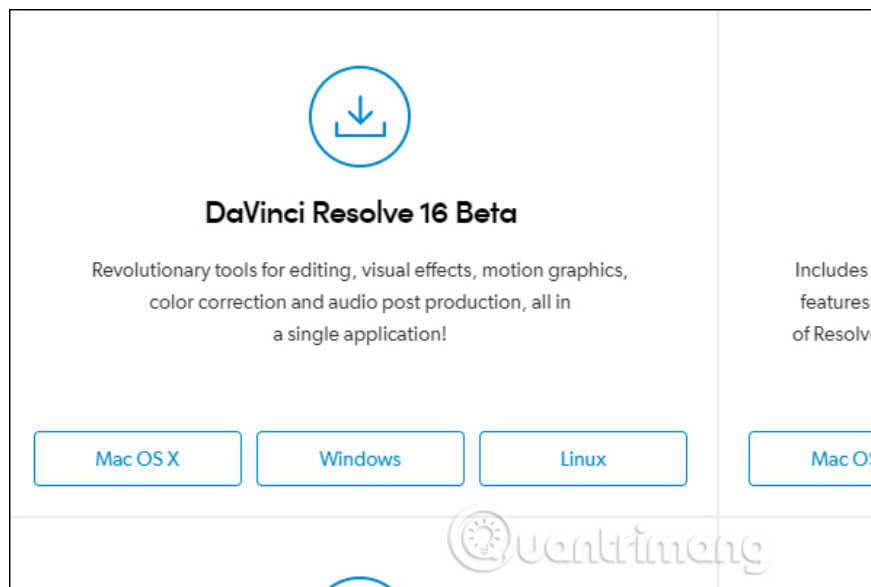 DaVinci Resolve 16 Beta
Revolutionary tools for editing, visual effects, motion graphics,
color correction and audio post production, all in
a single application!
Mac OS X
Windows
Linux
Includes
features,
of Resolve
Mac OS
Quantrimang